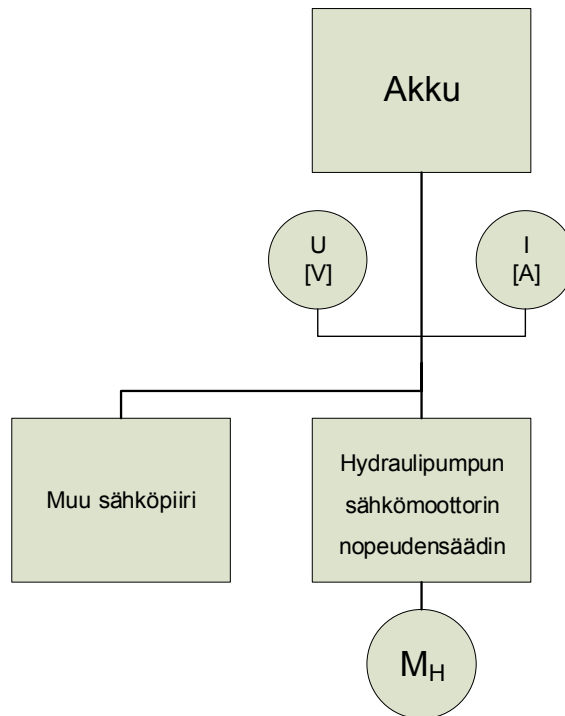 Akku
U
[V]
I
[A]
Muu sähköpiiri
Hydraulipumpun
sähkömoottorin
nopeudensäädin
MH